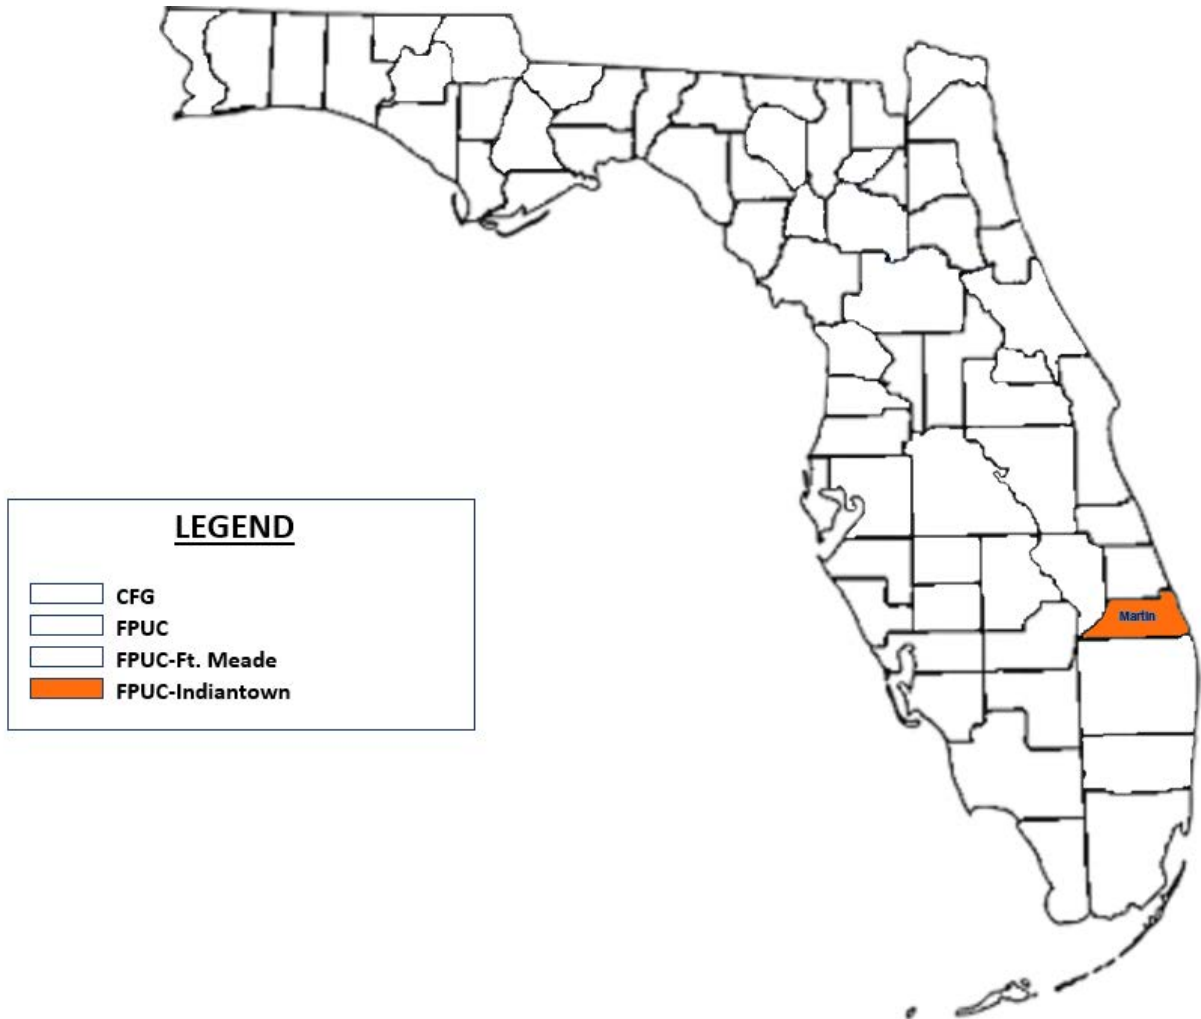 LEGEND
CFG
FPUC
FPUC-Ft. Meade
FPUC-Indiantown
Martin